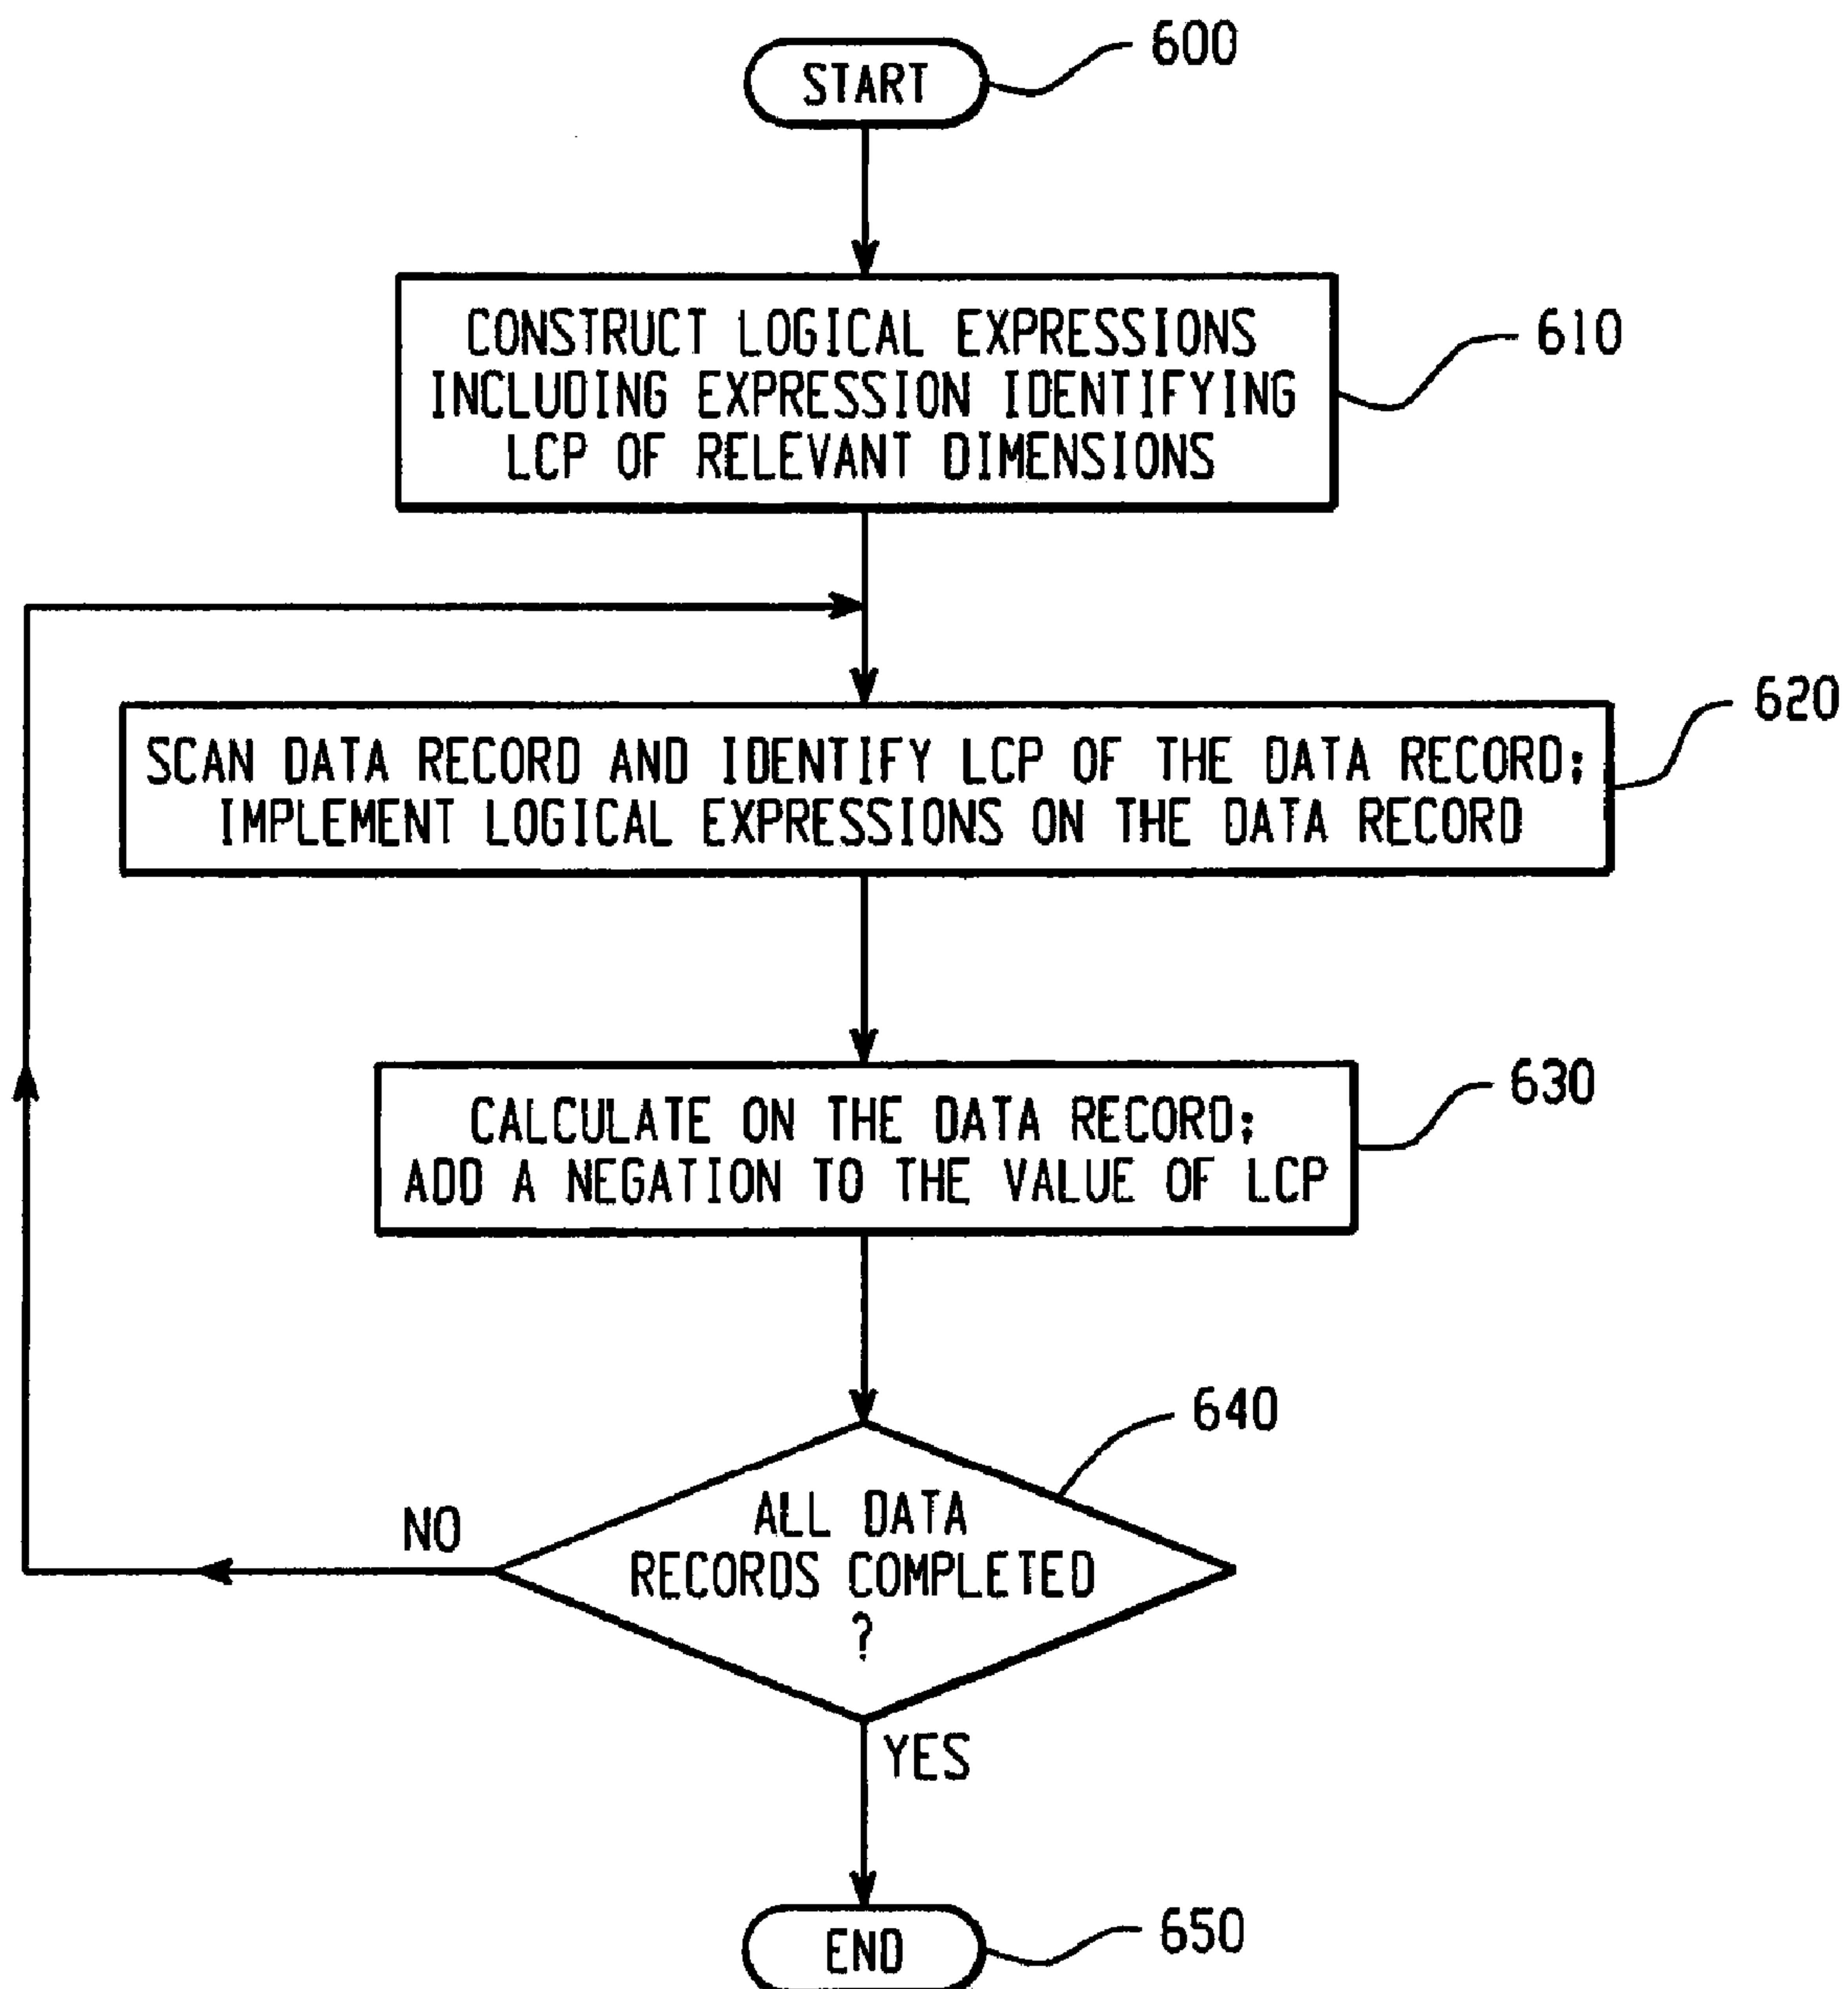 START
600
CONSTRUCT LOGICAL EXPRESSIONS
INCLUDING EXPRESSION IDENTIFYING
LCP OF RELEVANT DIMENSIONS
610
SCAN DATA RECORD AND IDENTIFY LCP OF THE DATA RECORD;
IMPLEMENT LOGICAL EXPRESSIONS ON THE DATA RECORD
620
CALCULATE ON THE DATA RECORD;
ADD A NEGATION TO THE VALUE OF LCP
630
640
ALL DATA
RECORDS COMPLETED
?
NO
YES
END
650